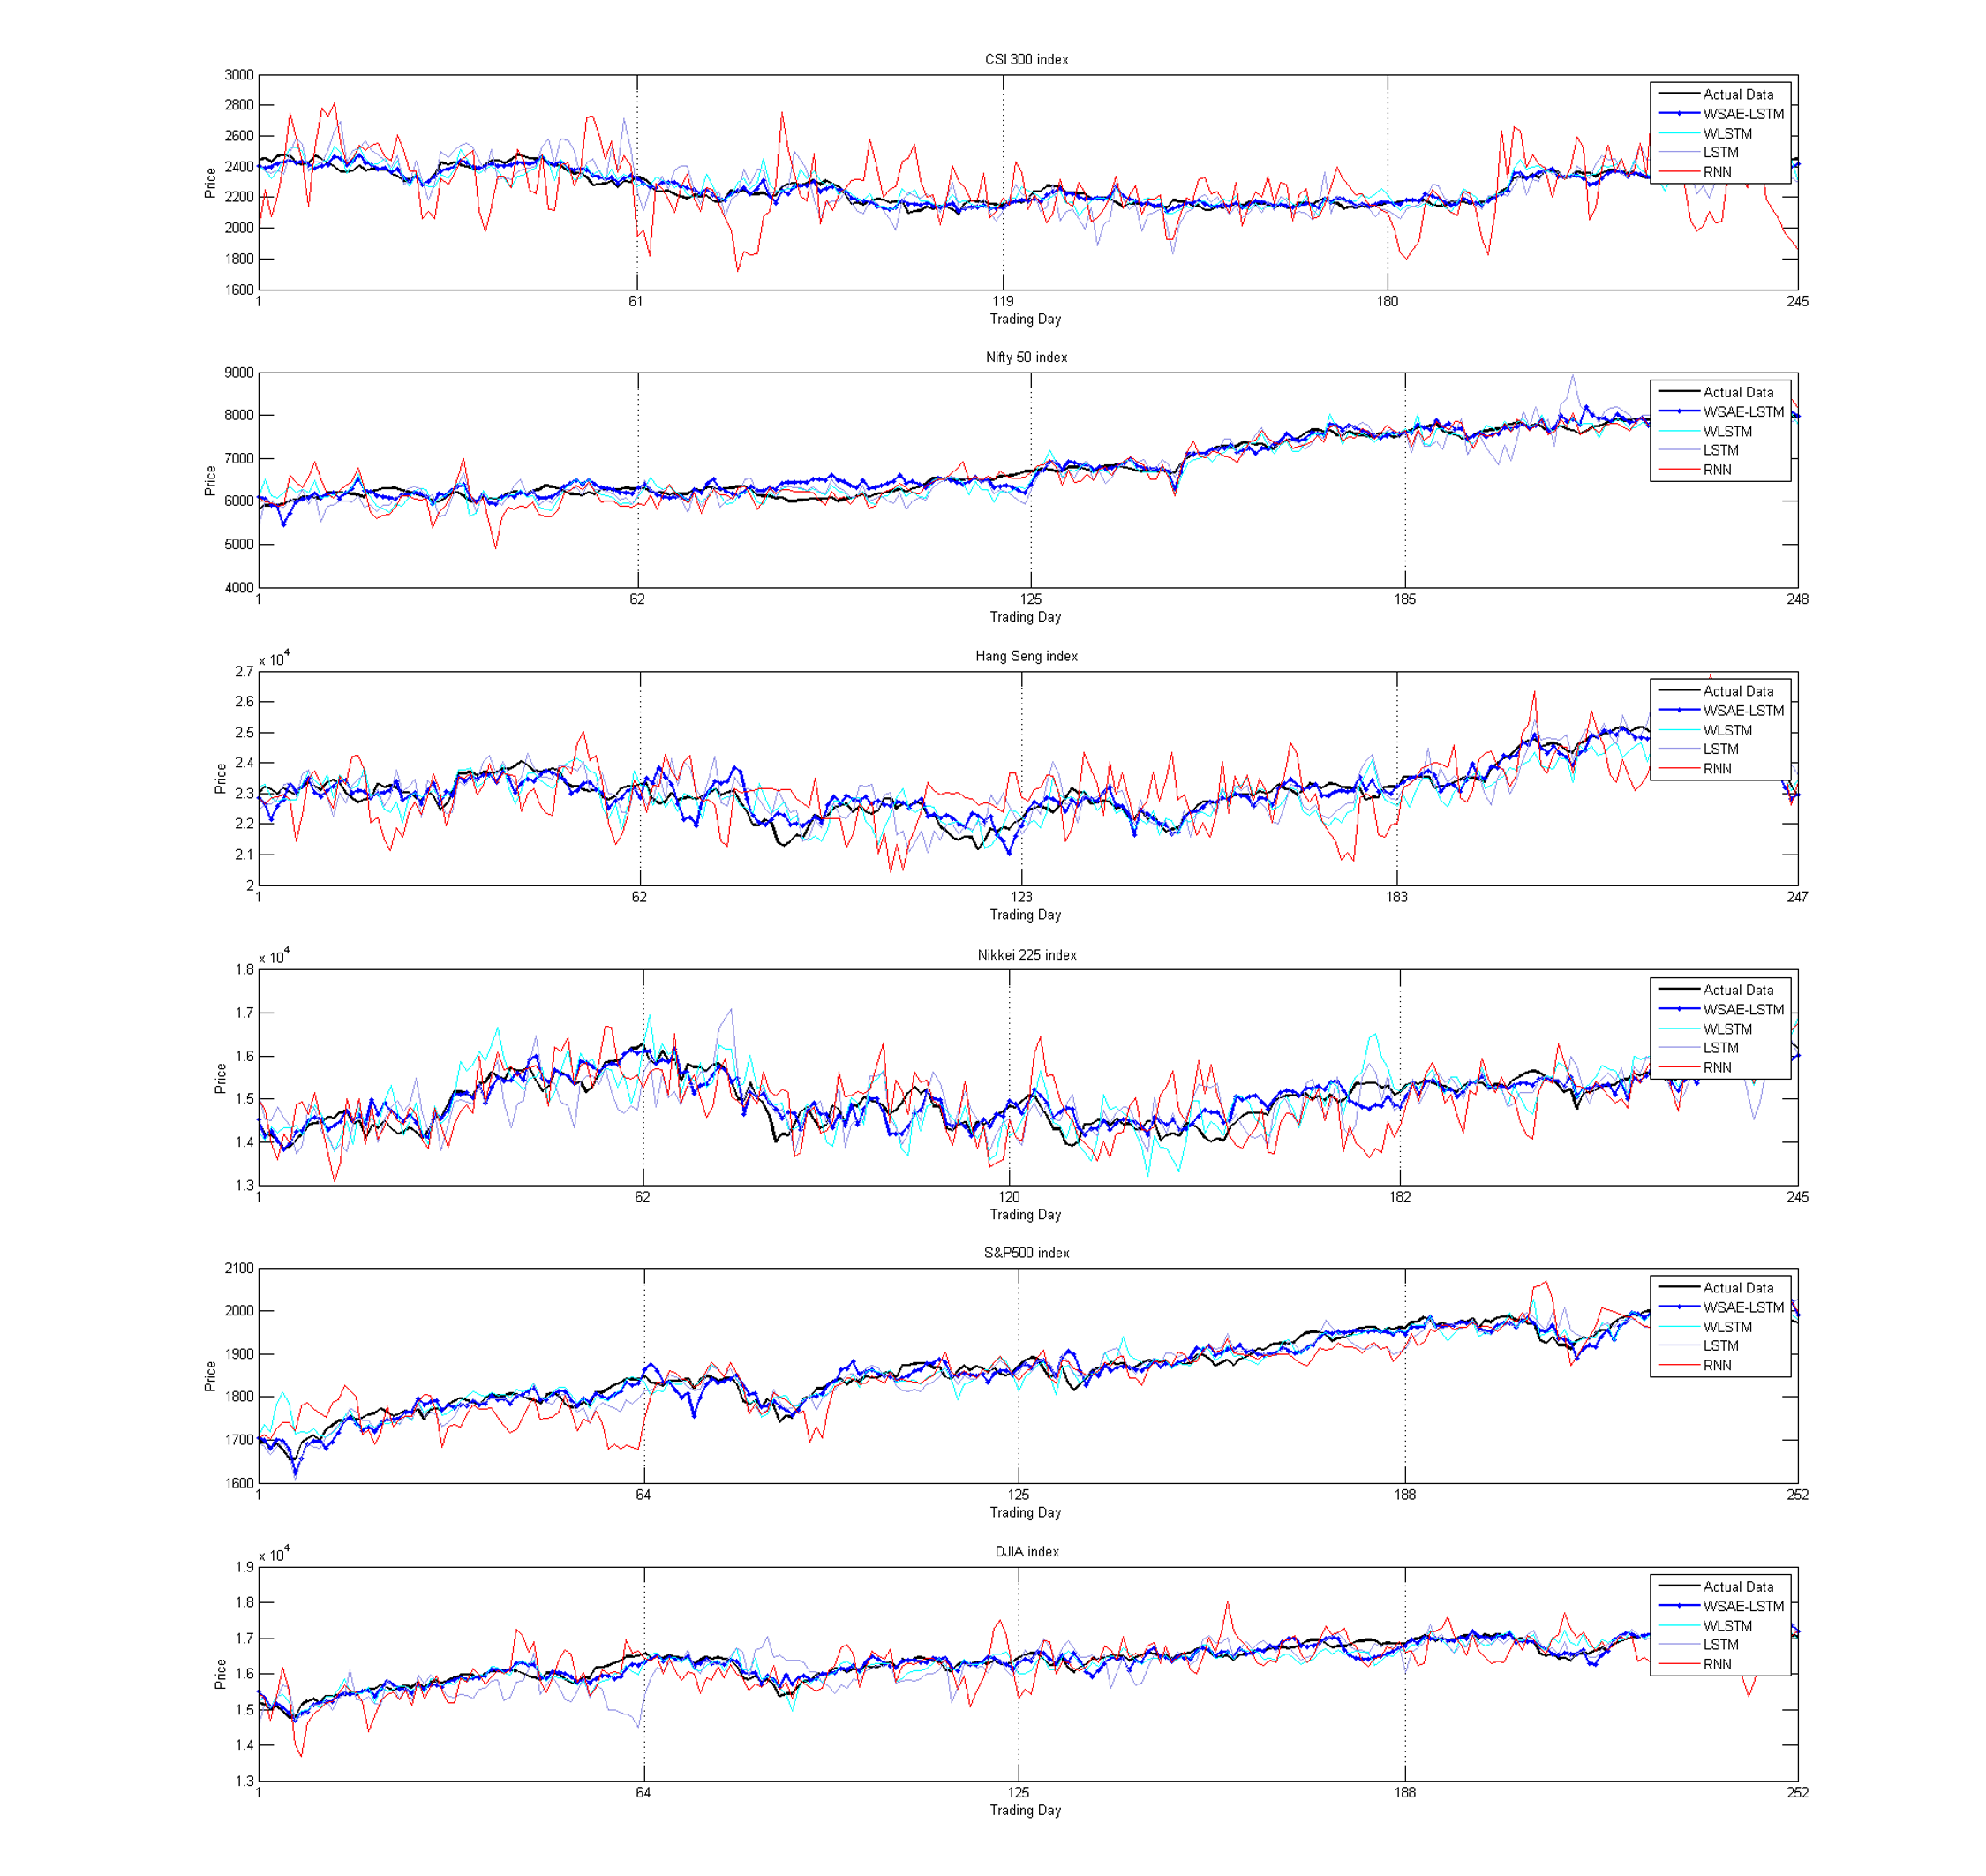 CSI 300 index
3000
2800
2600
2400
2200
2000
1800
1600
Price
Actual Data
WSAE-LSTM
WLSTM
LSTM
RNN
1 61 119 180 245
Trading Day
Nifty 50 index
9000
8000
7000
6000
5000
4000
Price
Actual Data
WSAE-LSTM
WLSTM
LSTM
RNN
1 62 125 185 248
Trading Day
Hang Seng index
x 10^4
2.7
2.6
2.5
2.4
2.3
2.2
2.1
2
Price
Actual Data
WSAE-LSTM
WLSTM
LSTM
RNN
1 62 123 183 247
Trading Day
Nikkei 225 index
x 10^4
1.8
1.7
1.6
1.5
1.4
1.3
Price
Actual Data
WSAE-LSTM
WLSTM
LSTM
RNN
1 62 120 182 245
Trading Day
S&P500 index
2100
2000
1900
1800
1700
1600
Price
Actual Data
WSAE-LSTM
WLSTM
LSTM
RNN
1 64 125 188 252
Trading Day
DJIA index
x 10^4
1.9
1.8
1.7
1.6
1.5
1.4
1.3
Price
Actual Data
WSAE-LSTM
WLSTM
LSTM
RNN
1 64 125 188 252
Trading Day